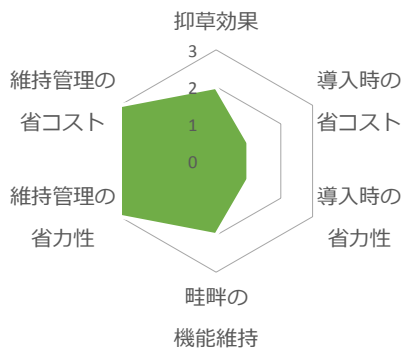 抑草効果
3
2
1
0
導入時の
省コスト
導入時の
省力性
畦畔の
機能維持
維持管理の
省力性
維持管理の
省コスト